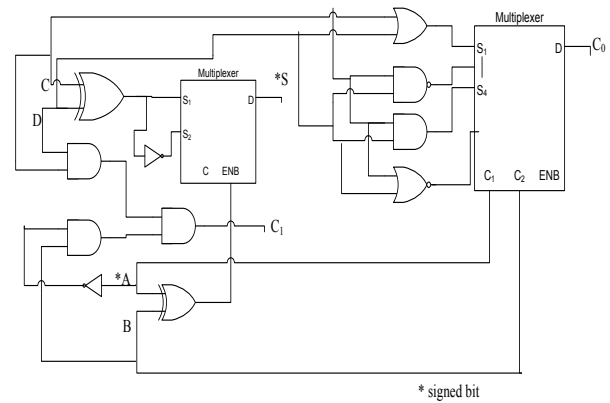 Multiplexer
S1
D
C0
S4
C1 C2 ENB
C
D
Multiplexer
S1
D
*S
S2
C ENB
C1
*A
B
* signed bit